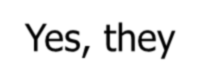 Yes, they